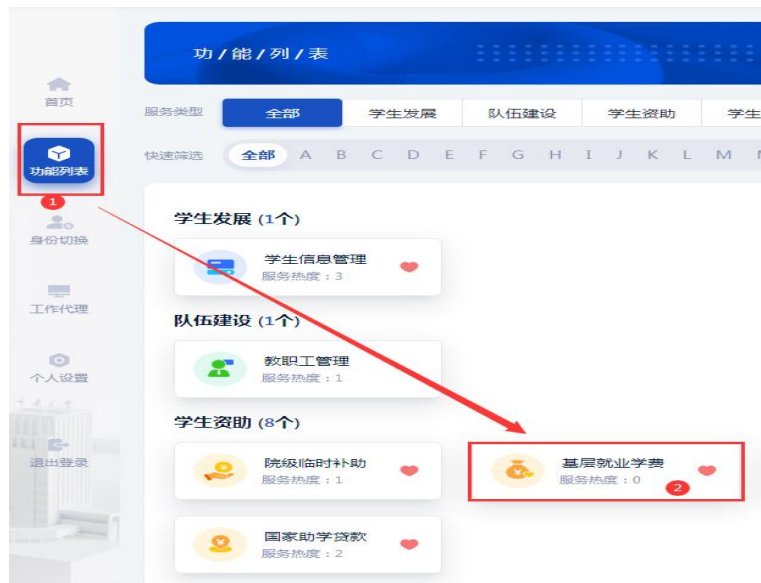 功/能/列/表
首页
服务类型 全部 学生发展 队伍建设 学生资助 学生
快速筛选 全部 A B C D E F G H I J K L M
功能列表
1
学生发展 (1个)
身份切换
学生信息管理
服务热度：3
工作代理
队伍建设 (1个)
教职工管理
服务热度：1
个人设置
学生资助 (8个)
退出登录
院级临时补助
服务热度：1
基层就业学费
服务热度：0
2
国家助学贷款
服务热度：2